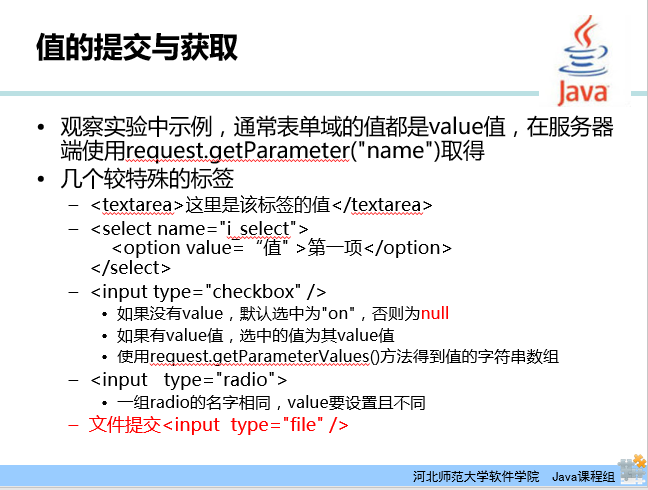 值的提交与获取
Java
• 观察实验中示例，通常表单域的值都是value值，在服务器
端使用request.getParameter("name")取得
• 几个较特殊的标签
– <textarea>这里是该标签的值</textarea>
– <select name="i_select">
<option value=“值" >第一项</option>
</select>
– <input type="checkbox" />
• 如果没有value，默认选中为"on"，否则为null
• 如果有value值，选中的值为其value值
• 使用request.getParameterValues()方法得到值的字符串数组
– <input type="radio">
• 一组radio的名字相同，value要设置且不同
– 文件提交<input type="file" />
河北师范大学软件学院 Java课程组